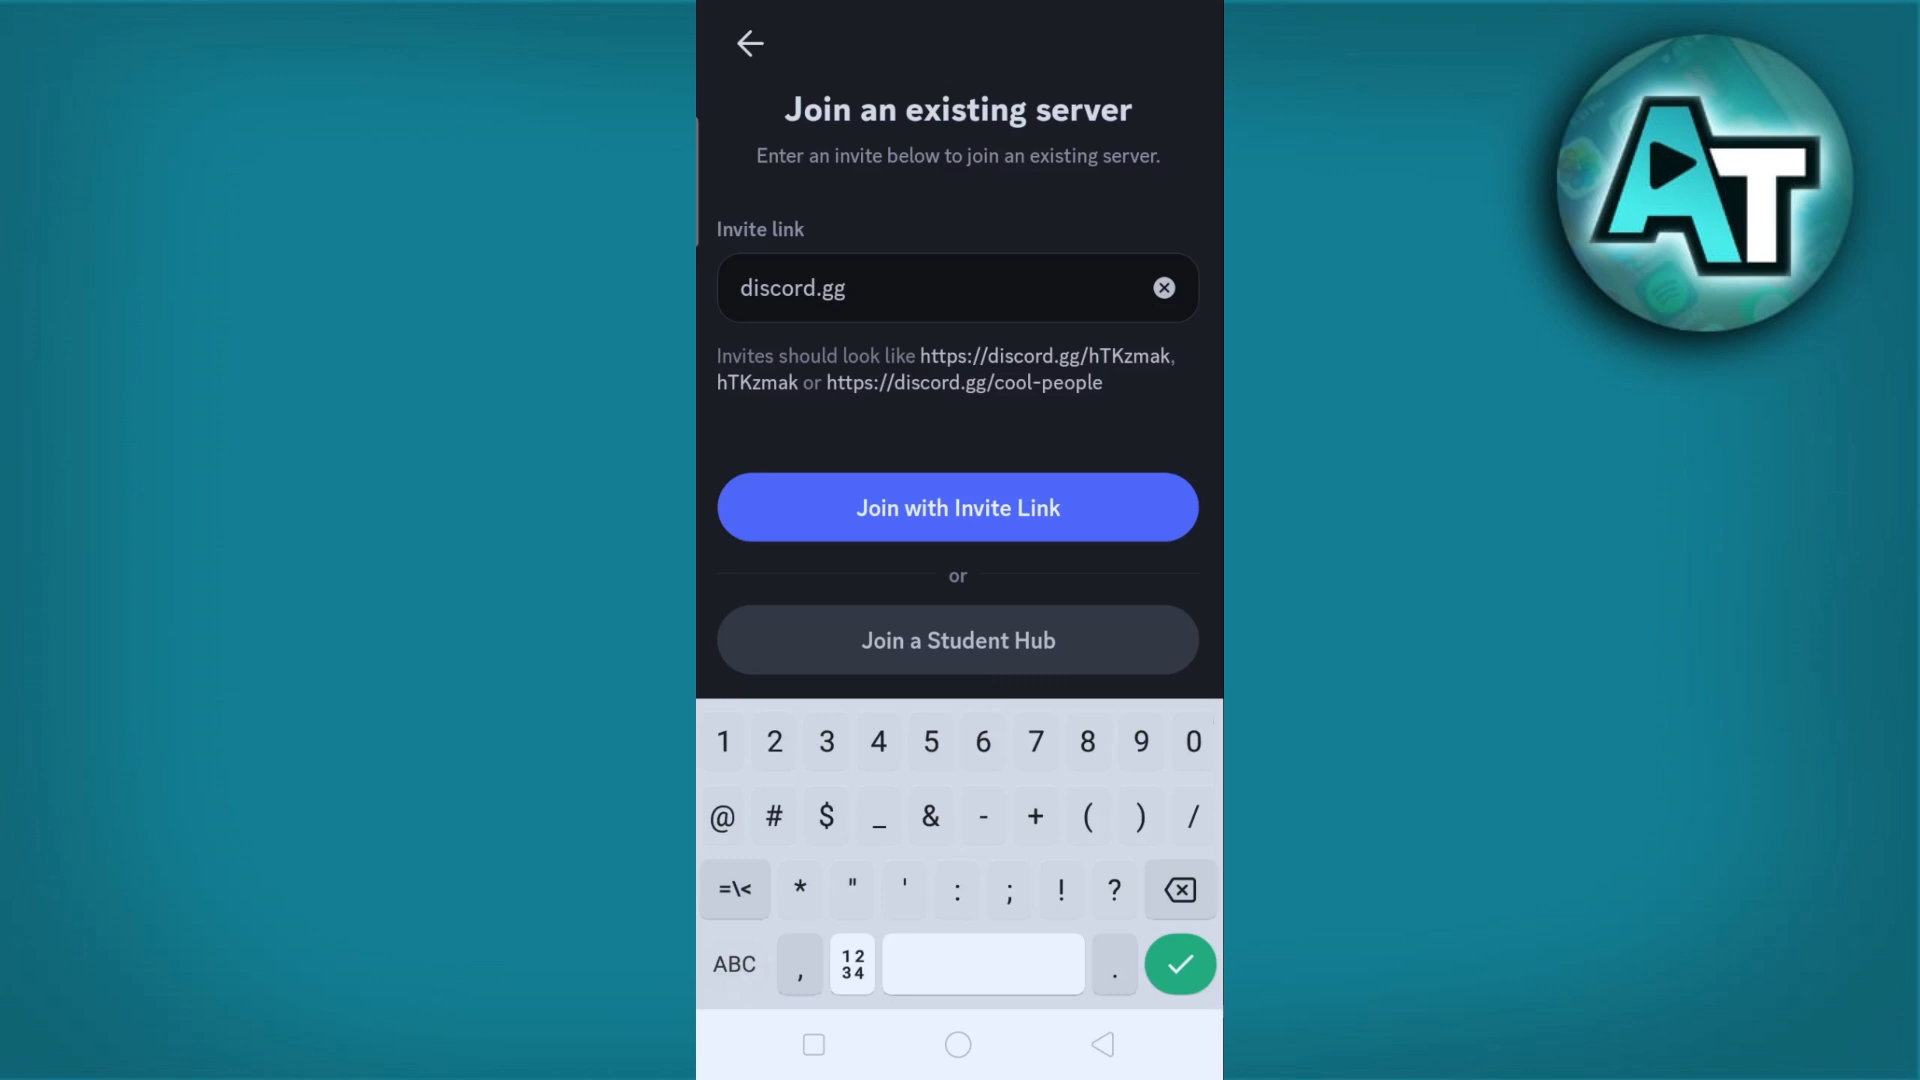 AT
Join an existing server
Enter an invite below to join an existing server.
Invite link
discord.gg
Invites should look like https://discord.gg/hTKzmak,
hTKzmak or https://discord.gg/cool-people
Join with Invite Link
or
Join a Student Hub
1 2 3 4 5 6 7 8 9 0
@ # $ _ & - + ( ) /
=\< * " ' : ; ! ?
ABC , 12 34 .